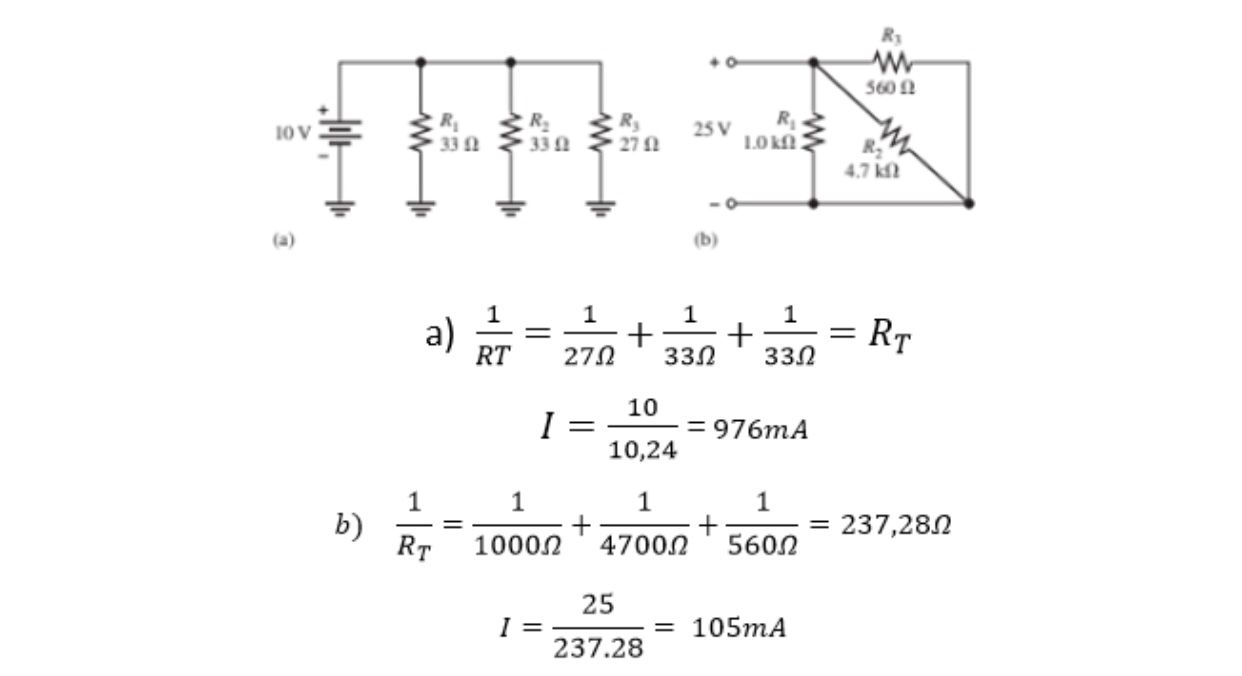 R₃
560 Ω
+
10 V
−
R₁
33 Ω
R₂
33 Ω
R₃
27 Ω
+
25 V
−
R₁
1.0 kΩ
R₂
4.7 kΩ
(a)
(b)
a) 1/RT = 1/27Ω + 1/33Ω + 1/33Ω = R_T
I = 10/10,24 = 976mA
b) 1/R_T = 1/1000Ω + 1/4700Ω + 1/560Ω = 237,28Ω
I = 25/237.28 = 105mA